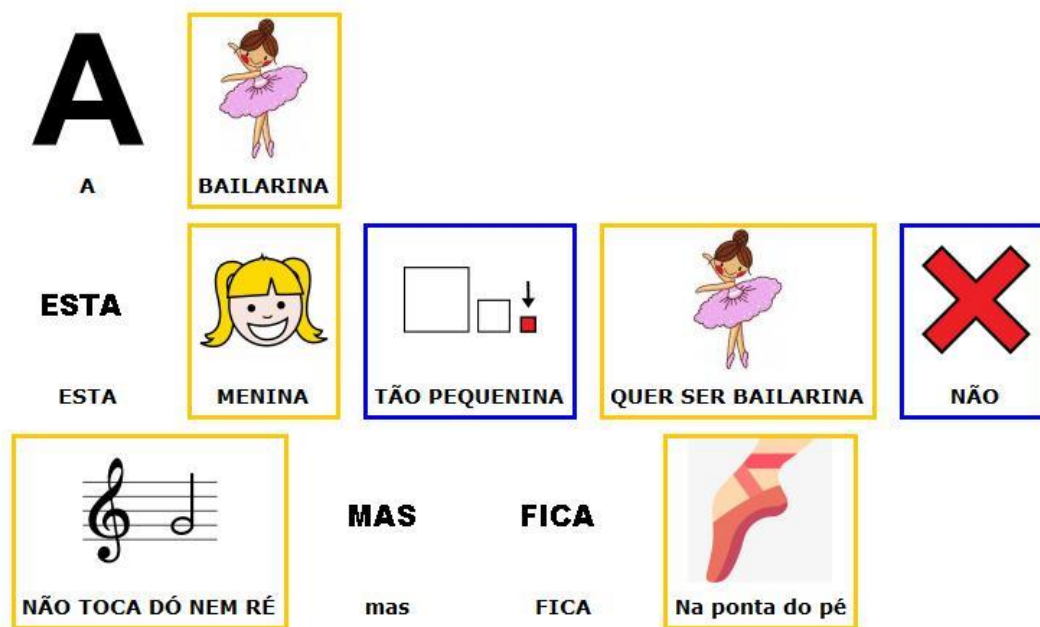 A
A BAILARINA
ESTA
ESTA MENINA TÃO PEQUENINA QUER SER BAILARINA NÃO
MAS FICA
NÃO TOCA DÓ NEM RÉ mas FICA Na ponta do pé